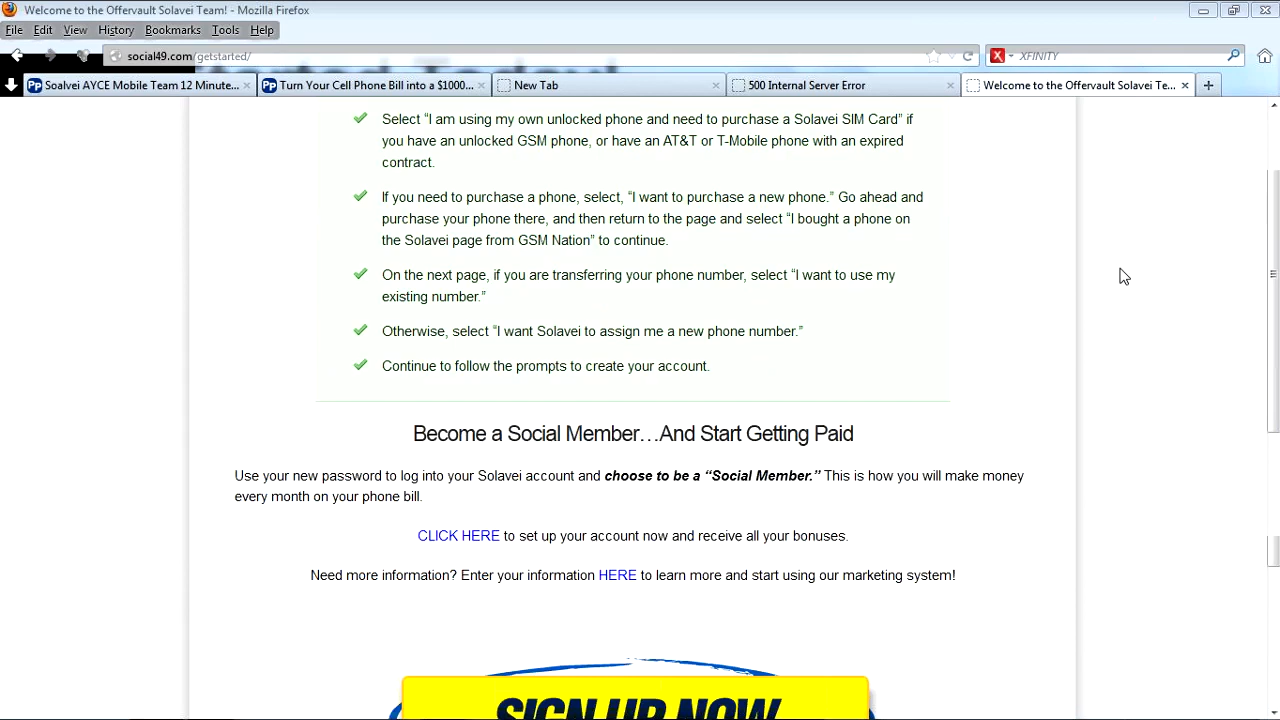 Welcome to the Offervault Solavei Team! - Mozilla Firefox
File Edit View History Bookmarks Tools Help
social49.com/getstarted/
XFINITY
Soalvei AYCE Mobile Team 12 Minute...
Turn Your Cell Phone Bill into a $1000...
New Tab
500 Internal Server Error
Welcome to the Offervault Solavei Te...
Select “I am using my own unlocked phone and need to purchase a Solavei SIM Card” if
you have an unlocked GSM phone, or have an AT&T or T-Mobile phone with an expired
contract.
If you need to purchase a phone, select, “I want to purchase a new phone.” Go ahead and
purchase your phone there, and then return to the page and select “I bought a phone on
the Solavei page from GSM Nation” to continue.
On the next page, if you are transferring your phone number, select “I want to use my
existing number.”
Otherwise, select “I want Solavei to assign me a new phone number.”
Continue to follow the prompts to create your account.
Become a Social Member…And Start Getting Paid
Use your new password to log into your Solavei account and choose to be a “Social Member.” This is how you will make money
every month on your phone bill.
CLICK HERE to set up your account now and receive all your bonuses.
Need more information? Enter your information HERE to learn more and start using our marketing system!
SIGN UP NOW